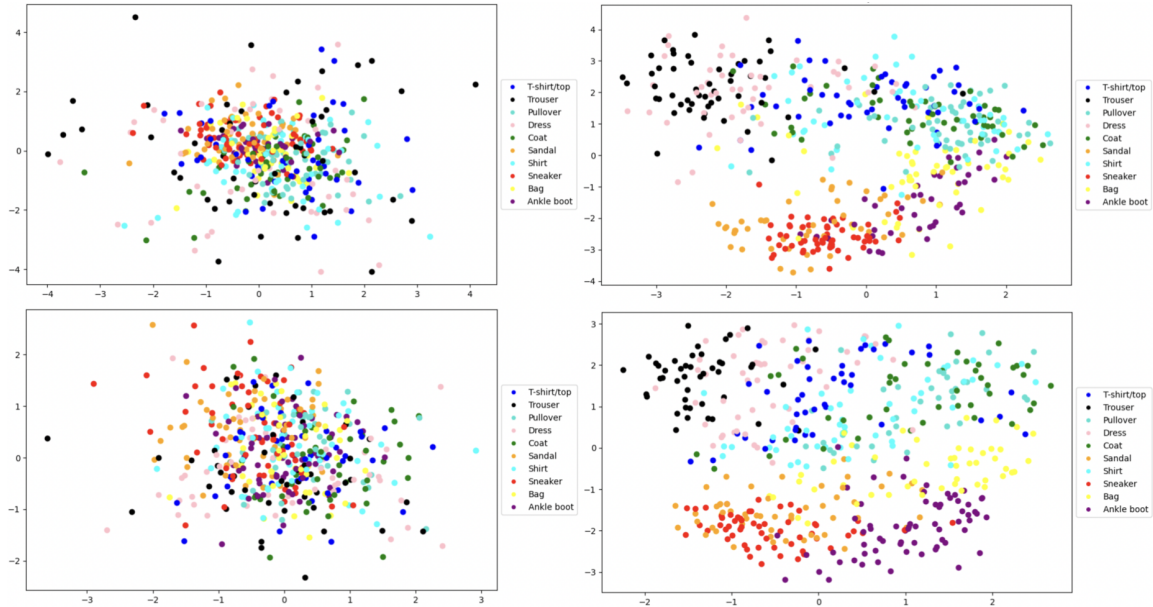 4
2
0
−2
−4
−4
−3
−2
−1
0
1
2
3
4
T-shirt/top
Trouser
Pullover
Dress
Coat
Sandal
Shirt
Sneaker
Bag
Ankle boot
4
3
2
1
0
−1
−2
−3
−4
−3
−2
−1
0
1
2
T-shirt/top
Trouser
Pullover
Dress
Coat
Sandal
Shirt
Sneaker
Bag
Ankle boot
2
1
0
−1
−2
−3
−2
−1
0
1
2
3
T-shirt/top
Trouser
Pullover
Dress
Coat
Sandal
Shirt
Sneaker
Bag
Ankle boot
3
2
1
0
−1
−2
−3
−2
−1
0
1
2
T-shirt/top
Trouser
Pullover
Dress
Coat
Sandal
Shirt
Sneaker
Bag
Ankle boot